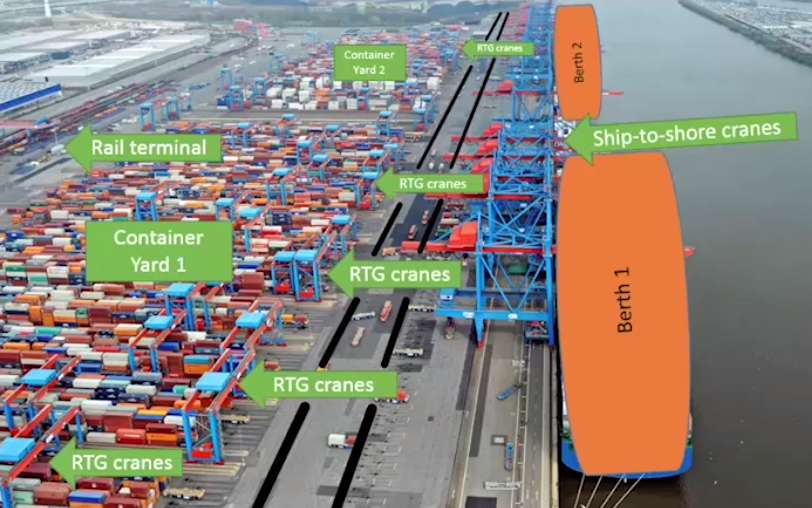 RTG cranes
Container
Yard 2
Berth 2
Ship-to-shore cranes
Rail terminal
RTG cranes
Container
Yard 1
RTG cranes
Berth 1
RTG cranes
RTG cranes